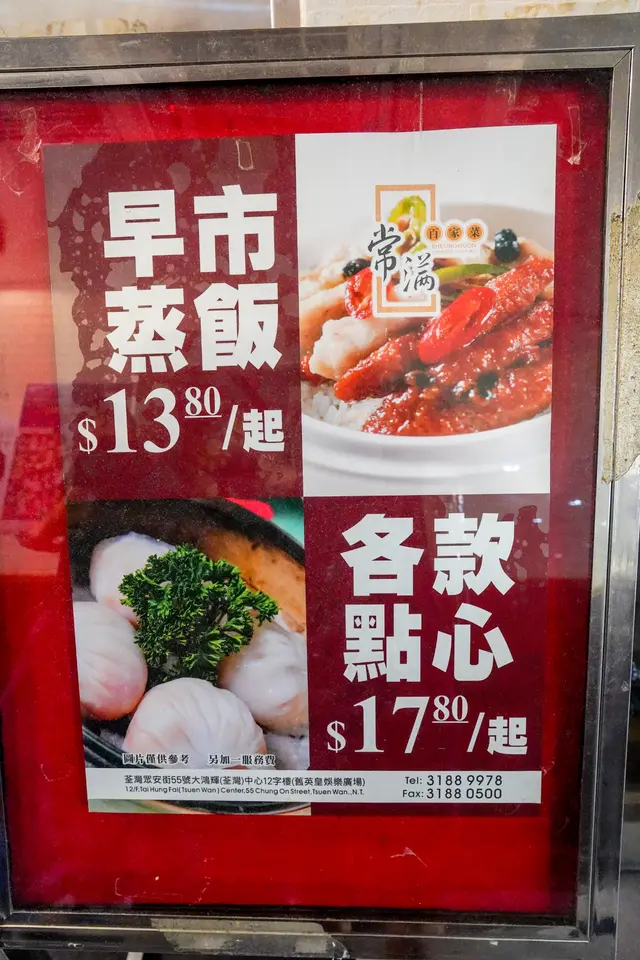 早市
蒸飯
$13.80/起
常滿
百家菜
各款
點心
$17.80/起
圖片僅供參考 另加一服務費
荃灣眾安街55號大鴻輝(荃灣)中心12字樓(舊英皇娛樂廣場)
12/F,Tai Hung Fai(Tsuen Wan) Center,55 Chung On Street,Tsuen Wan.,N.T.
Tel: 3188 9978
Fax: 3188 0500